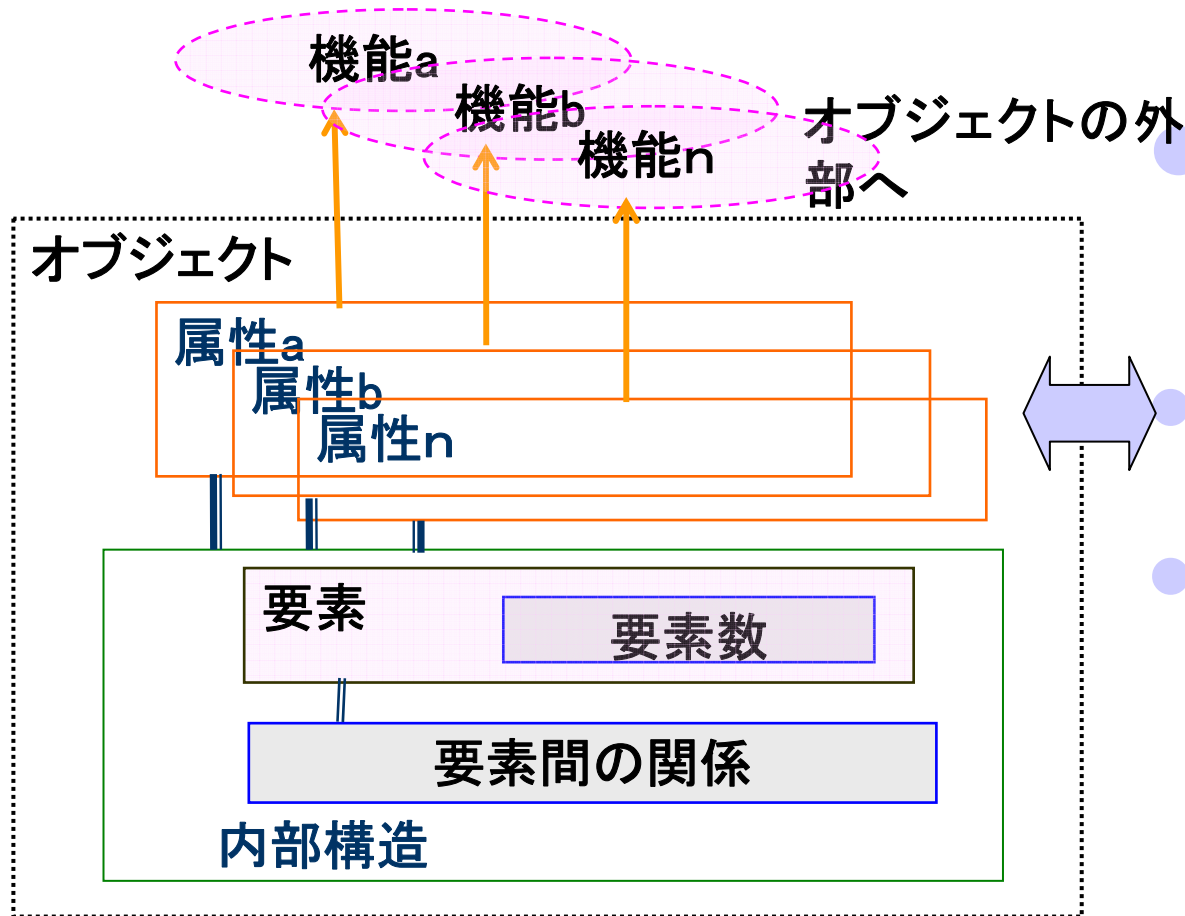 機能a
機能b
機能n
オブジェクトの外
部へ
オブジェクト
属性a
属性b
属性n
要素
要素数
要素間の関係
内部構造